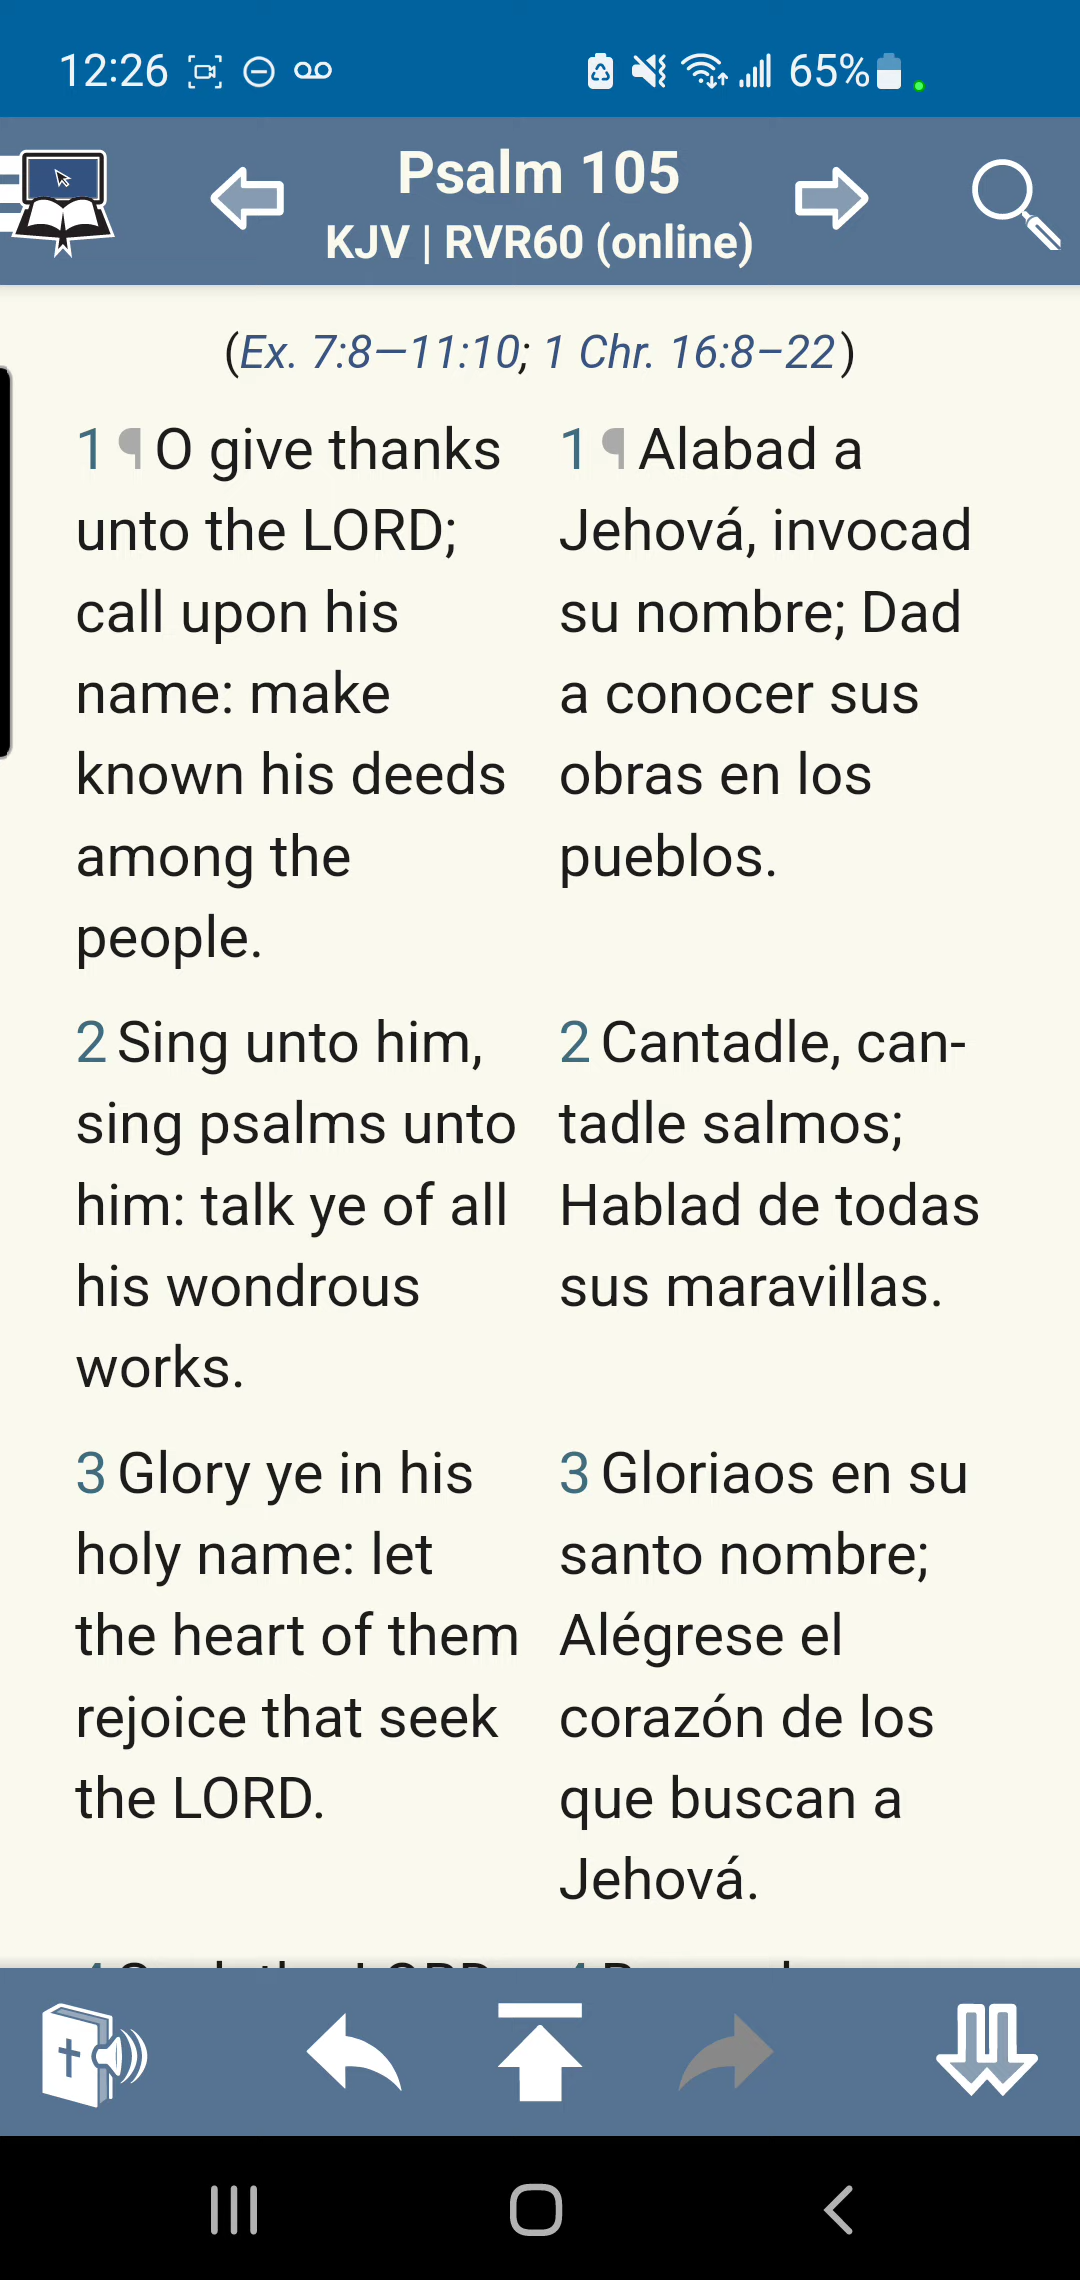 12:26
65%
Psalm 105
KJV | RVR60 (online)
(Ex. 7:8—11:10; 1 Chr. 16:8–22)
1 ¶ O give thanks
unto the LORD;
call upon his
name: make
known his deeds
among the
people.
1 ¶ Alabad a
Jehová, invocad
su nombre; Dad
a conocer sus
obras en los
pueblos.
2 Sing unto him,
sing psalms unto
him: talk ye of all
his wondrous
works.
2 Cantadle, can-
tadle salmos;
Hablad de todas
sus maravillas.
3 Glory ye in his
holy name: let
the heart of them
rejoice that seek
the LORD.
3 Gloriaos en su
santo nombre;
Alégrese el
corazón de los
que buscan a
Jehová.